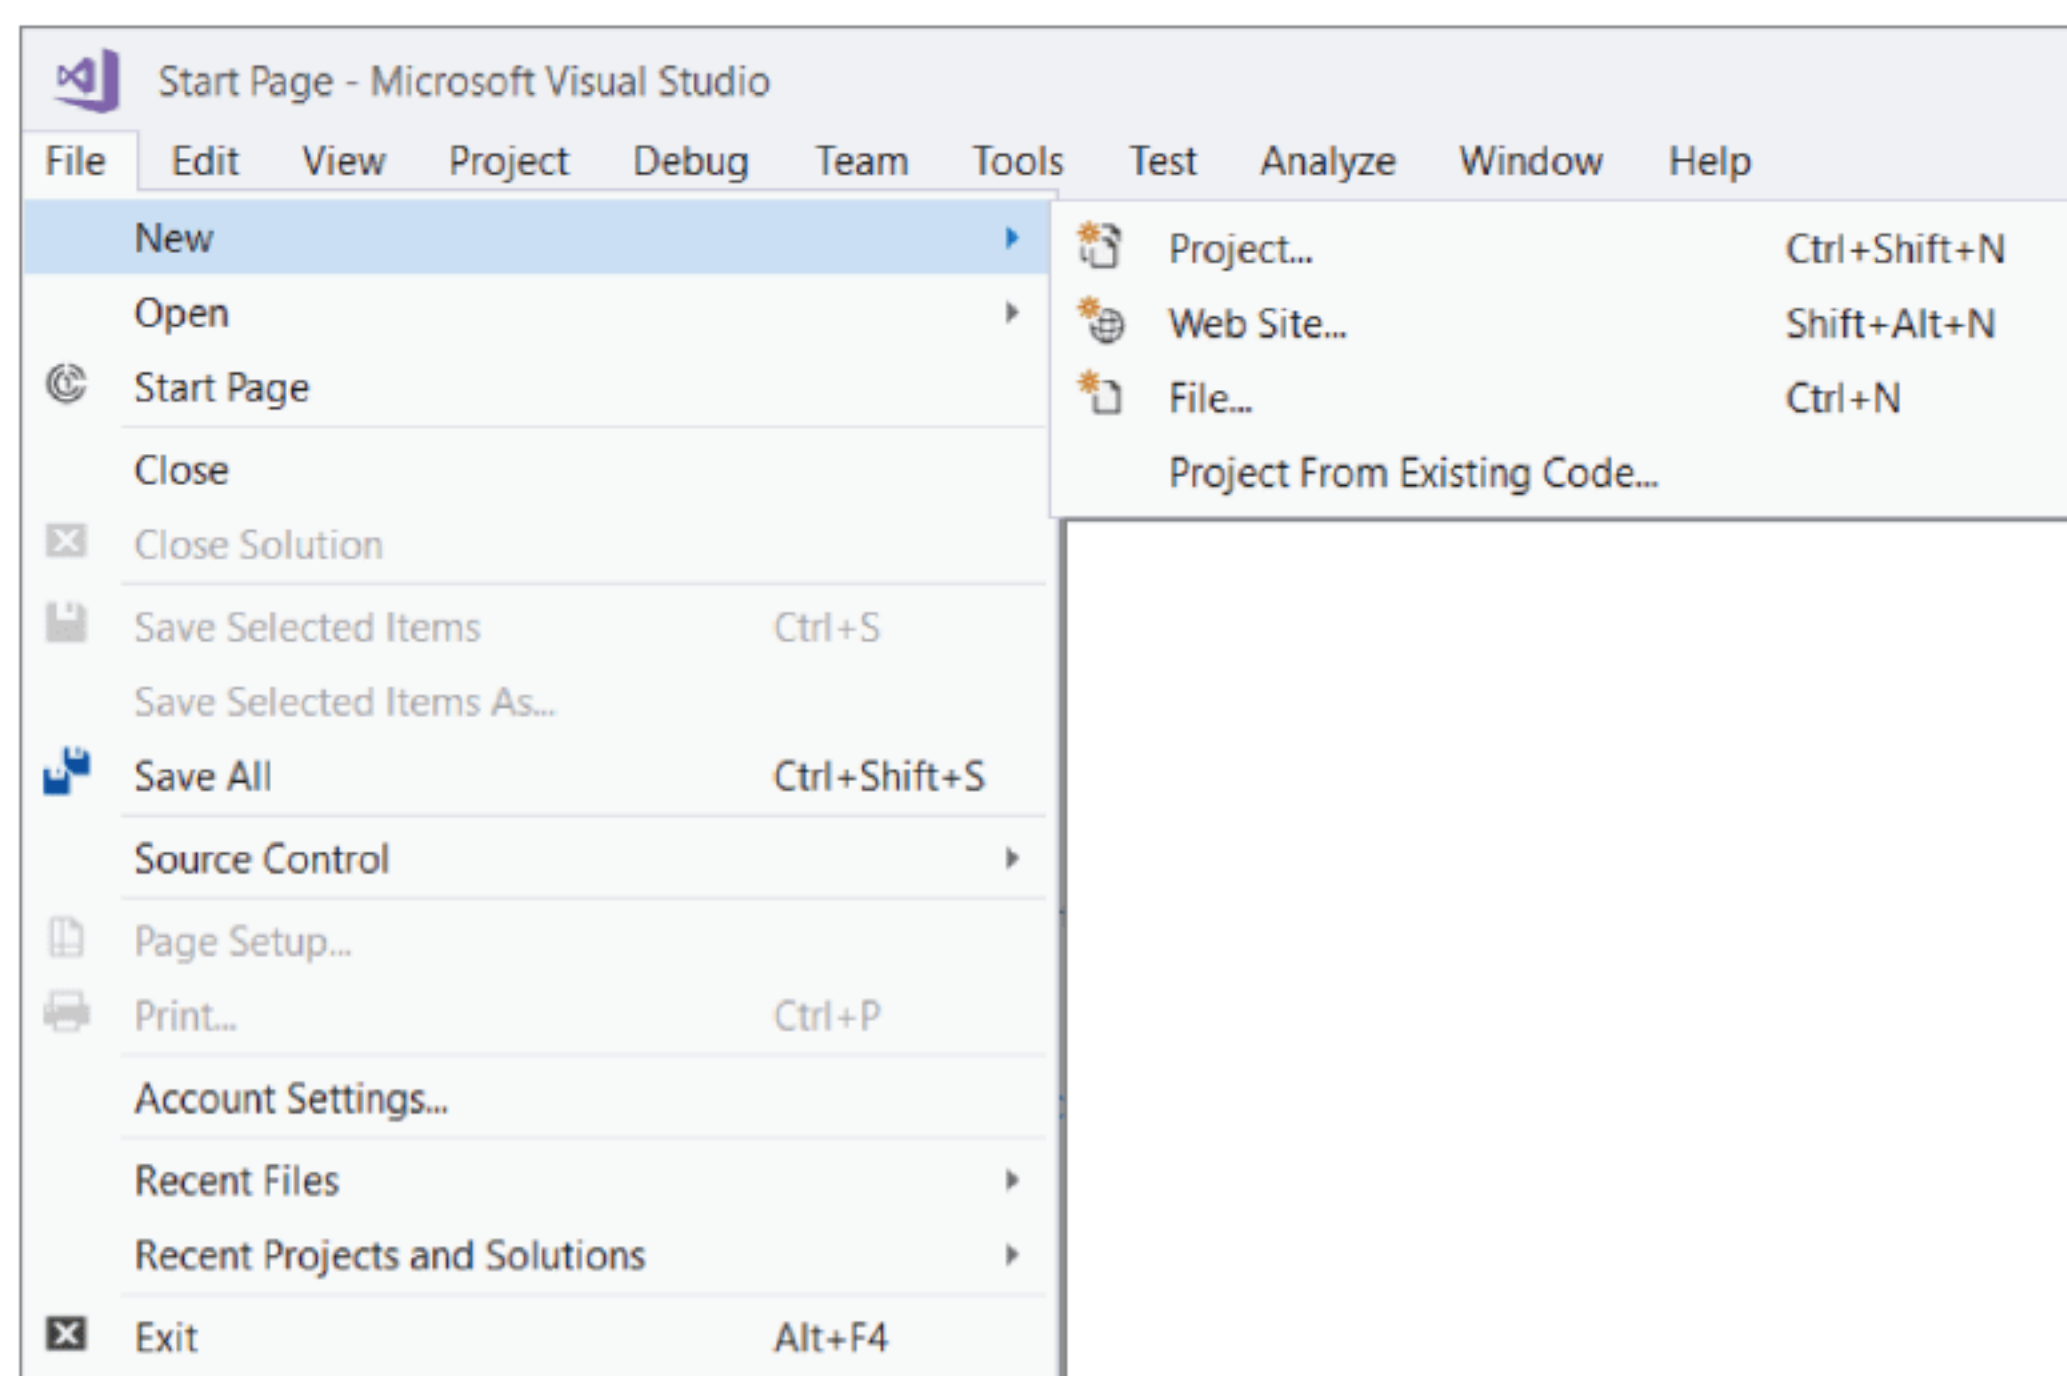 Start Page - Microsoft Visual Studio
File Edit View Project Debug Team Tools Test Analyze Window Help
New
Open
Start Page
Close
Close Solution
Save Selected Items Ctrl+S
Save Selected Items As...
Save All Ctrl+Shift+S
Source Control
Page Setup...
Print... Ctrl+P
Account Settings...
Recent Files
Recent Projects and Solutions
Exit Alt+F4
Project... Ctrl+Shift+N
Web Site... Shift+Alt+N
File... Ctrl+N
Project From Existing Code...